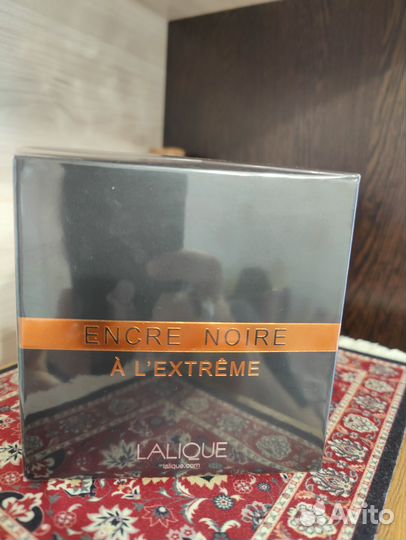 ENCRE NOIRE
À L'EXTRÊME
LALIQUE
lalique.com
Avito